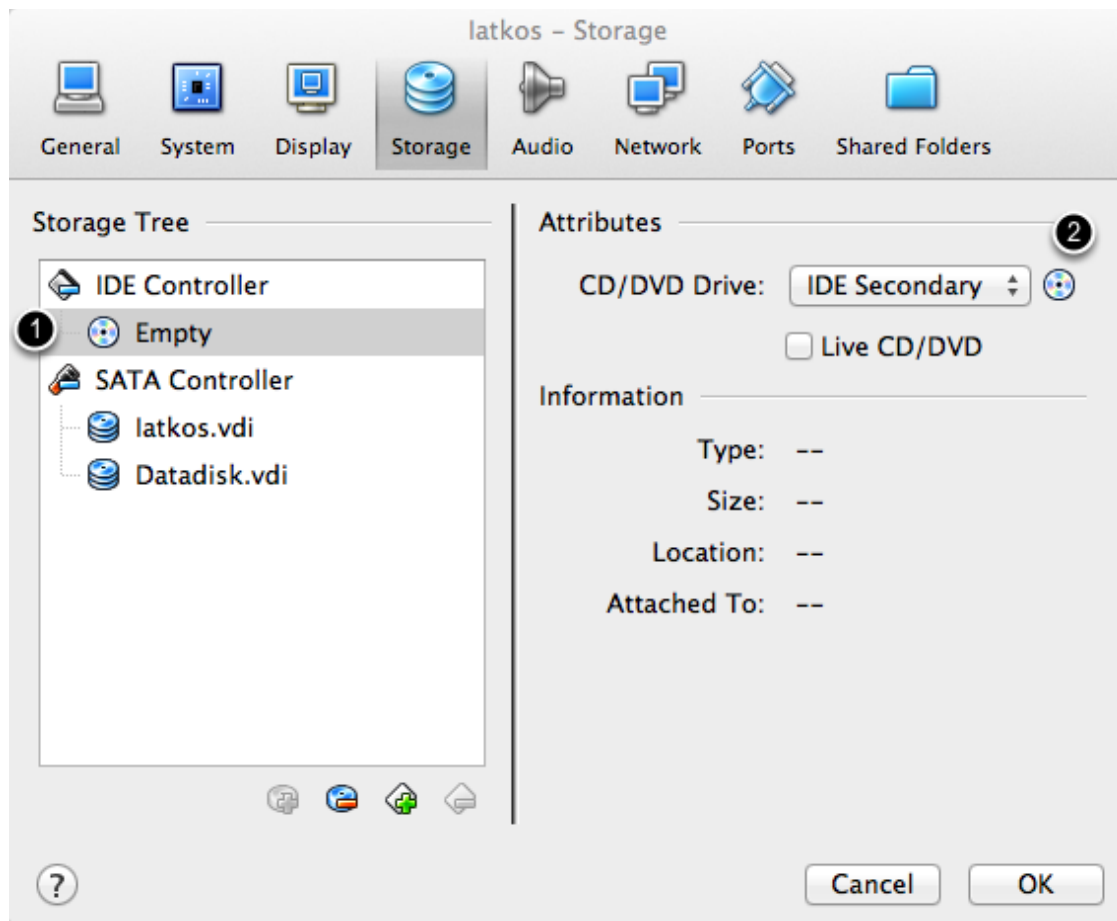 latkos – Storage
General System Display Storage Audio Network Ports Shared Folders
Storage Tree
IDE Controller
1 Empty
SATA Controller
latkos.vdi
Datadisk.vdi
Attributes
2
CD/DVD Drive: IDE Secondary
Live CD/DVD
Information
Type: --
Size: --
Location: --
Attached To: --
? Cancel OK